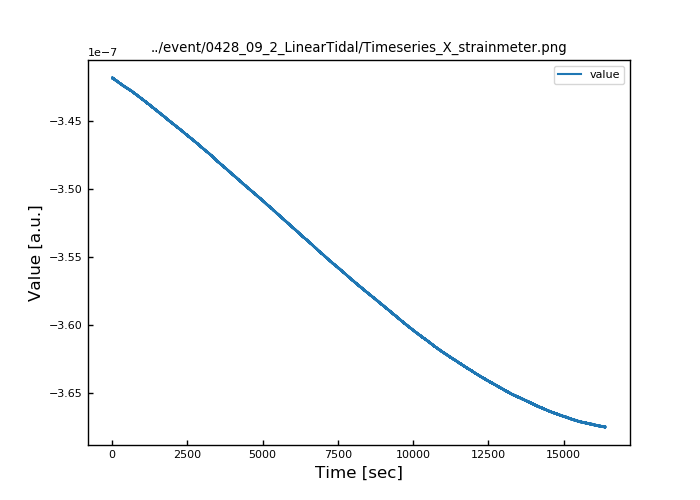 ../event/0428_09_2_LinearTidal/Timeseries_X_strainmeter.png
1e−7
value
−3.45
−3.50
−3.55
−3.60
−3.65
Value [a.u.]
0 2500 5000 7500 10000 12500 15000
Time [sec]